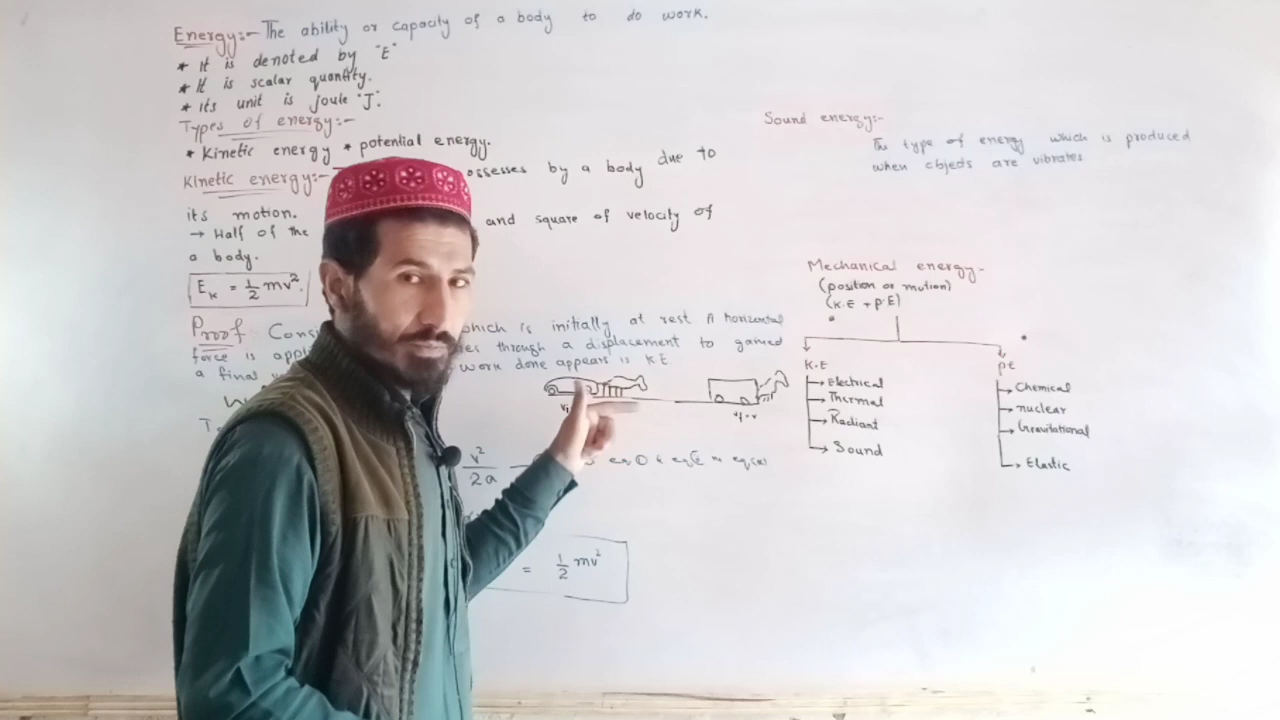 Energy:- The ability or capacity of a body to do work.
* It is denoted by "E"
* It is scalar quantity.
* Its unit is joule "J".
Types of energy:-
* Kinetic energy * potential energy.
Kinetic energy:- ossesses by a body due to
its motion.
→ Half of the and square of velocity of
a body.
Ek = 1/2 mv²
Proof Consi which is initially at rest A horizontal
force is appli es through a displacement to gained
a final work done appears is K E
vf = v
v²/2a
= 1/2 mv²
Sound energy:-
The type of energy which is produced
when objects are vibrates
Mechanical energy-
(position or motion)
(K.E + P.E)
K.E
Electrical
Thermal
Radiant
Sound
P E
Chemical
nuclear
Gravitational
Elastic